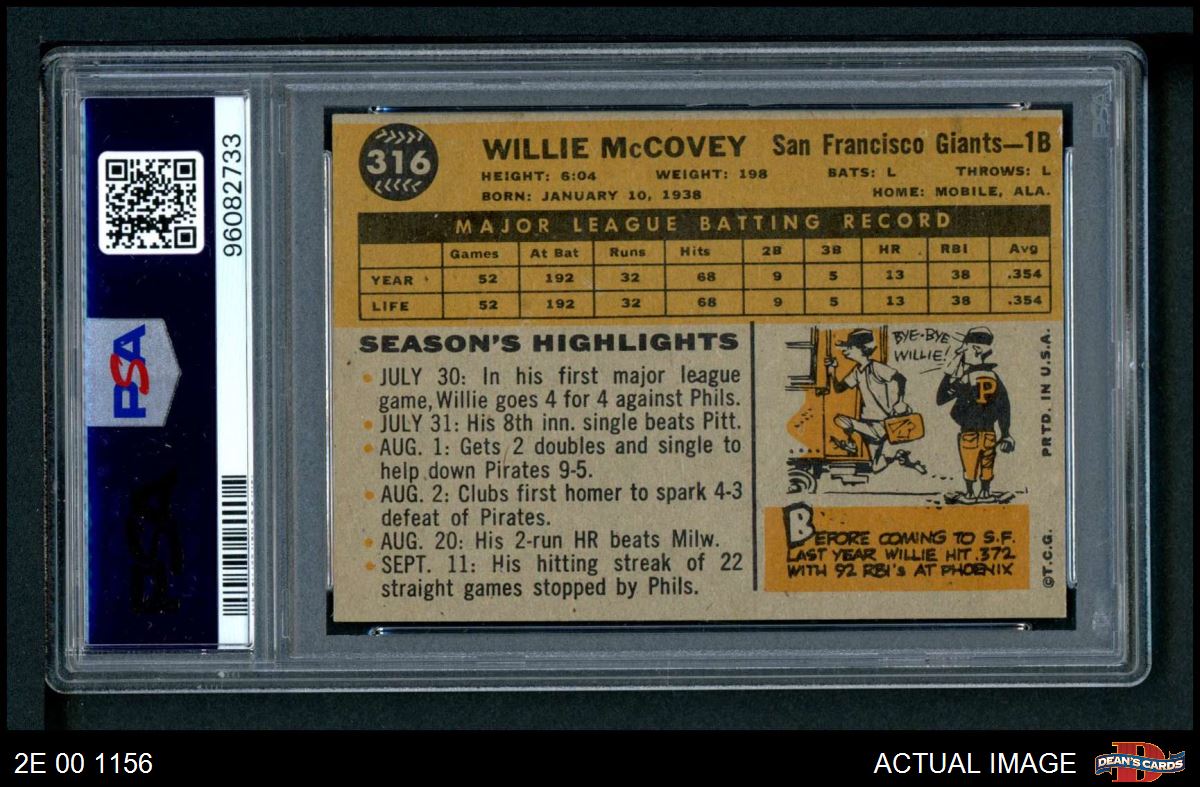 316
WILLIE McCOVEY San Francisco Giants—1B
HEIGHT: 6:04 WEIGHT: 198 BATS: L THROWS: L
BORN: JANUARY 10, 1938 HOME: MOBILE, ALA.
MAJOR LEAGUE BATTING RECORD
Games At Bat Runs Hits 2B 3B HR RBI Avg
YEAR 52 192 32 68 9 5 13 38 .354
LIFE 52 192 32 68 9 5 13 38 .354
SEASON'S HIGHLIGHTS
• JULY 30: In his first major league
game, Willie goes 4 for 4 against Phils.
• JULY 31: His 8th inn. single beats Pitt.
• AUG. 1: Gets 2 doubles and single to
help down Pirates 9-5.
• AUG. 2: Clubs first homer to spark 4-3
defeat of Pirates.
• AUG. 20: His 2-run HR beats Milw.
• SEPT. 11: His hitting streak of 22
straight games stopped by Phils.
BYE-BYE
WILLIE!
P
BEFORE COMING TO S.F.
LAST YEAR WILLIE HIT .372
WITH 92 RBI's AT PHOENIX
©T.C.G. PRTD. IN U.S.A.
96082733
PSA
PSA
2E 00 1156
ACTUAL IMAGE
D
DEAN'S CARDS